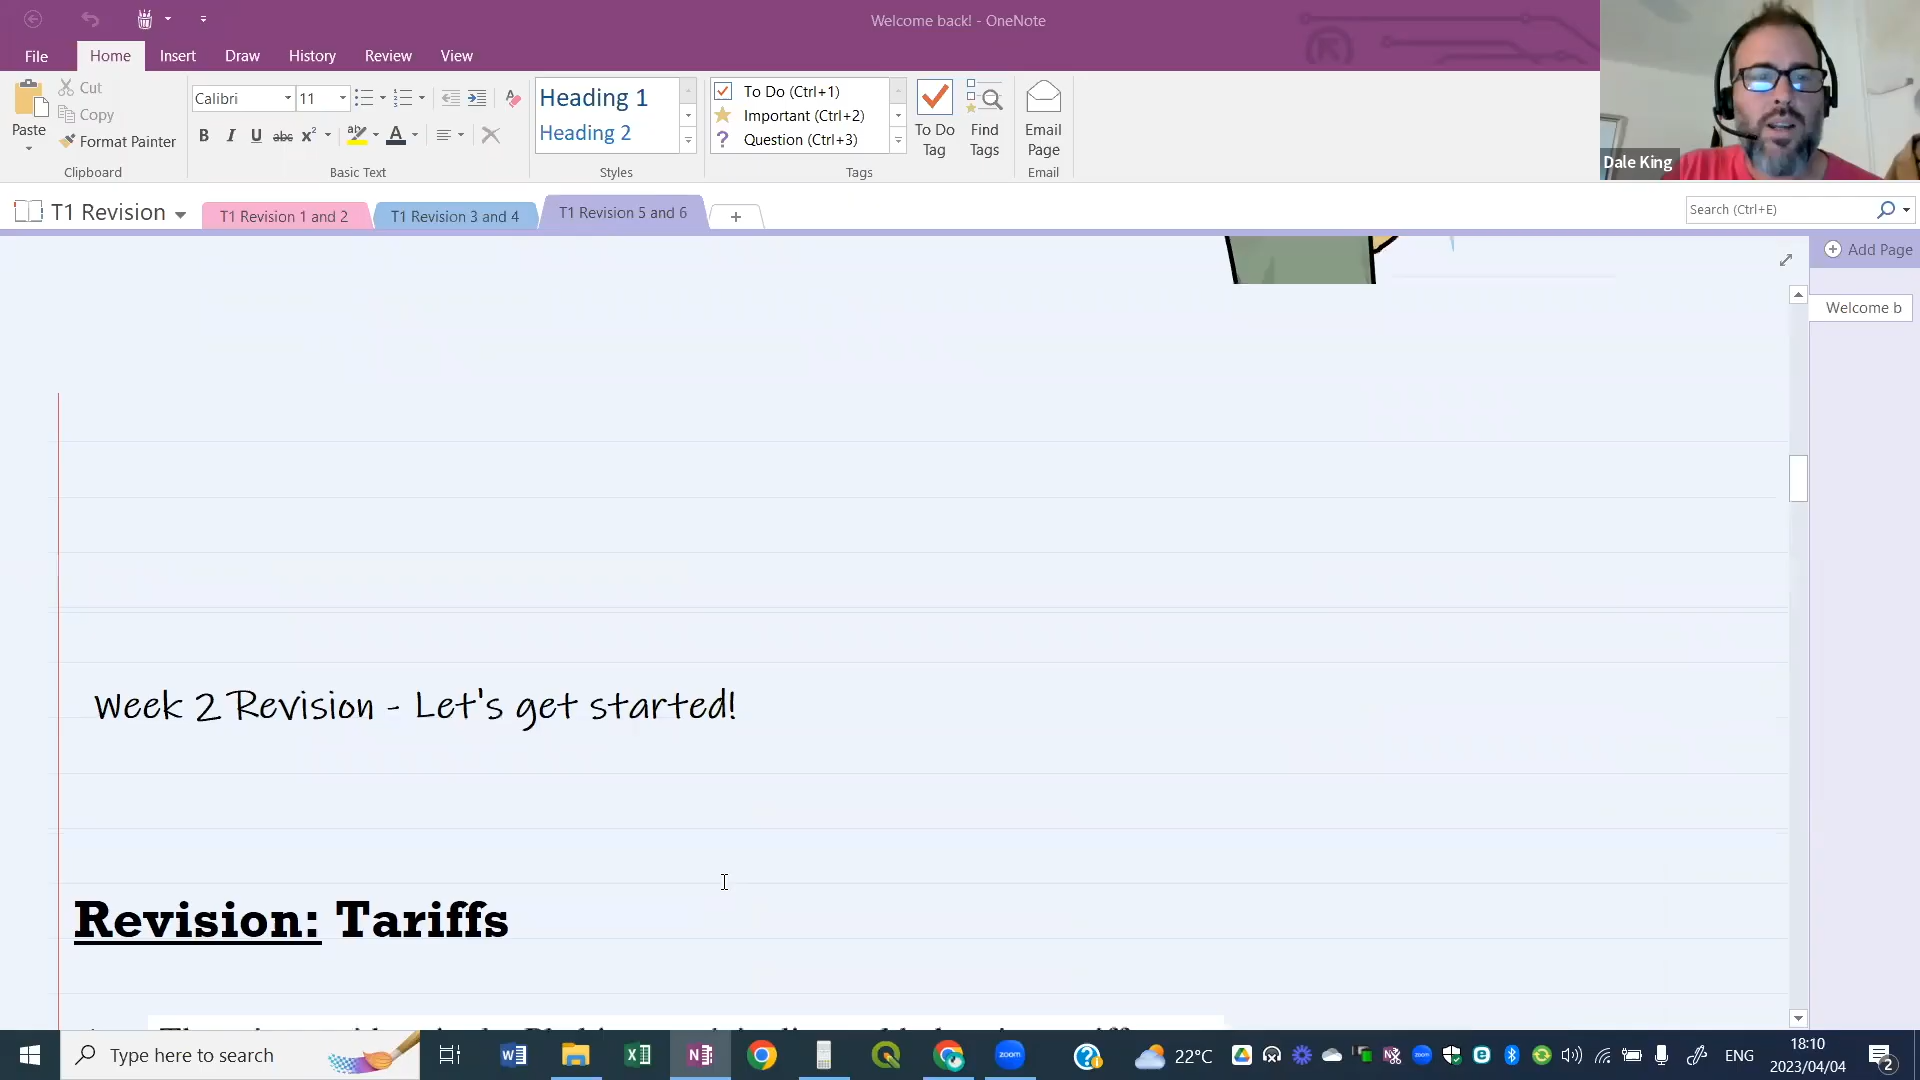 Welcome back! - OneNote
File Home Insert Draw History Review View
Paste
Cut
Copy
Format Painter
Clipboard
Calibri 11
B I U abc x² A
Basic Text
Heading 1
Heading 2
Styles
To Do (Ctrl+1)
Important (Ctrl+2)
Question (Ctrl+3)
Tags
To Do Tag
Find Tags
Email Page
Email
Dale King
T1 Revision T1 Revision 1 and 2 T1 Revision 3 and 4 T1 Revision 5 and 6 +
Search (Ctrl+E)
Add Page
Welcome b
Week 2 Revision - Let's get started!
Revision: Tariffs
Type here to search
zoom
22°C
ENG
18:10
2023/04/04
2